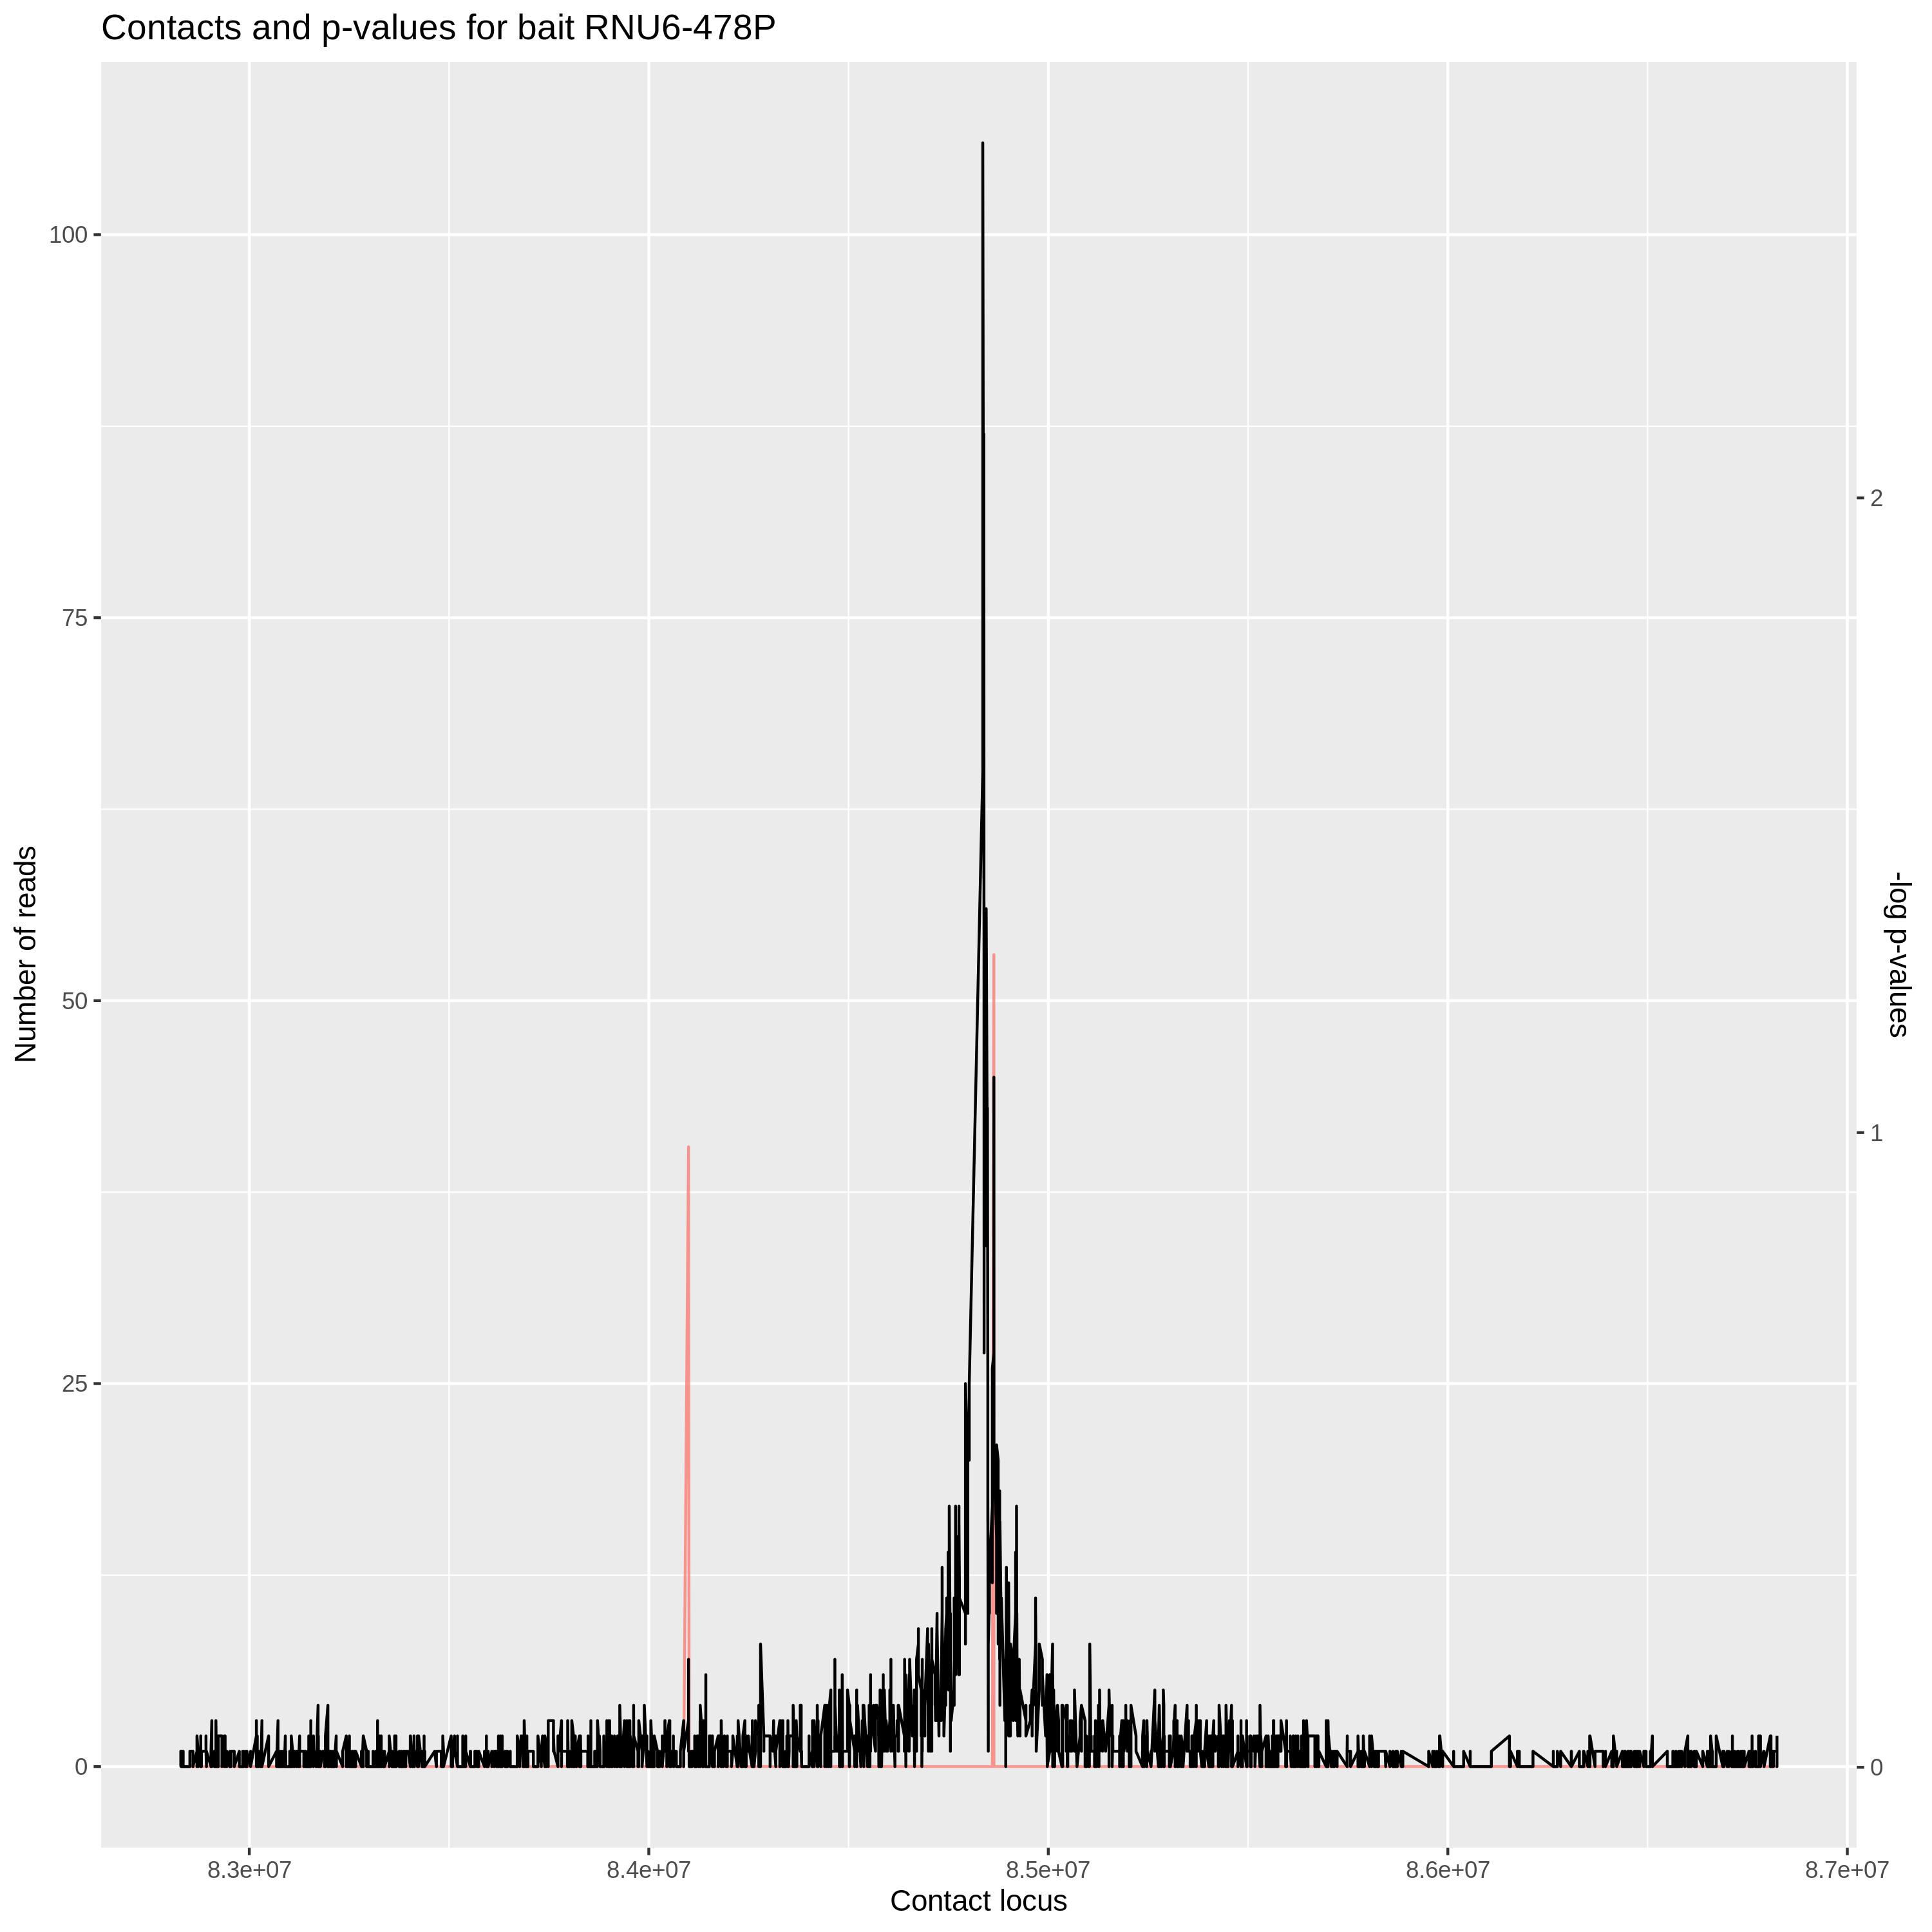 Contacts and p-values for bait RNU6-478P
100
75
50
25
0
Number of reads
2
1
0
-log p-values
8.3e+07
8.4e+07
8.5e+07
8.6e+07
8.7e+07
Contact locus